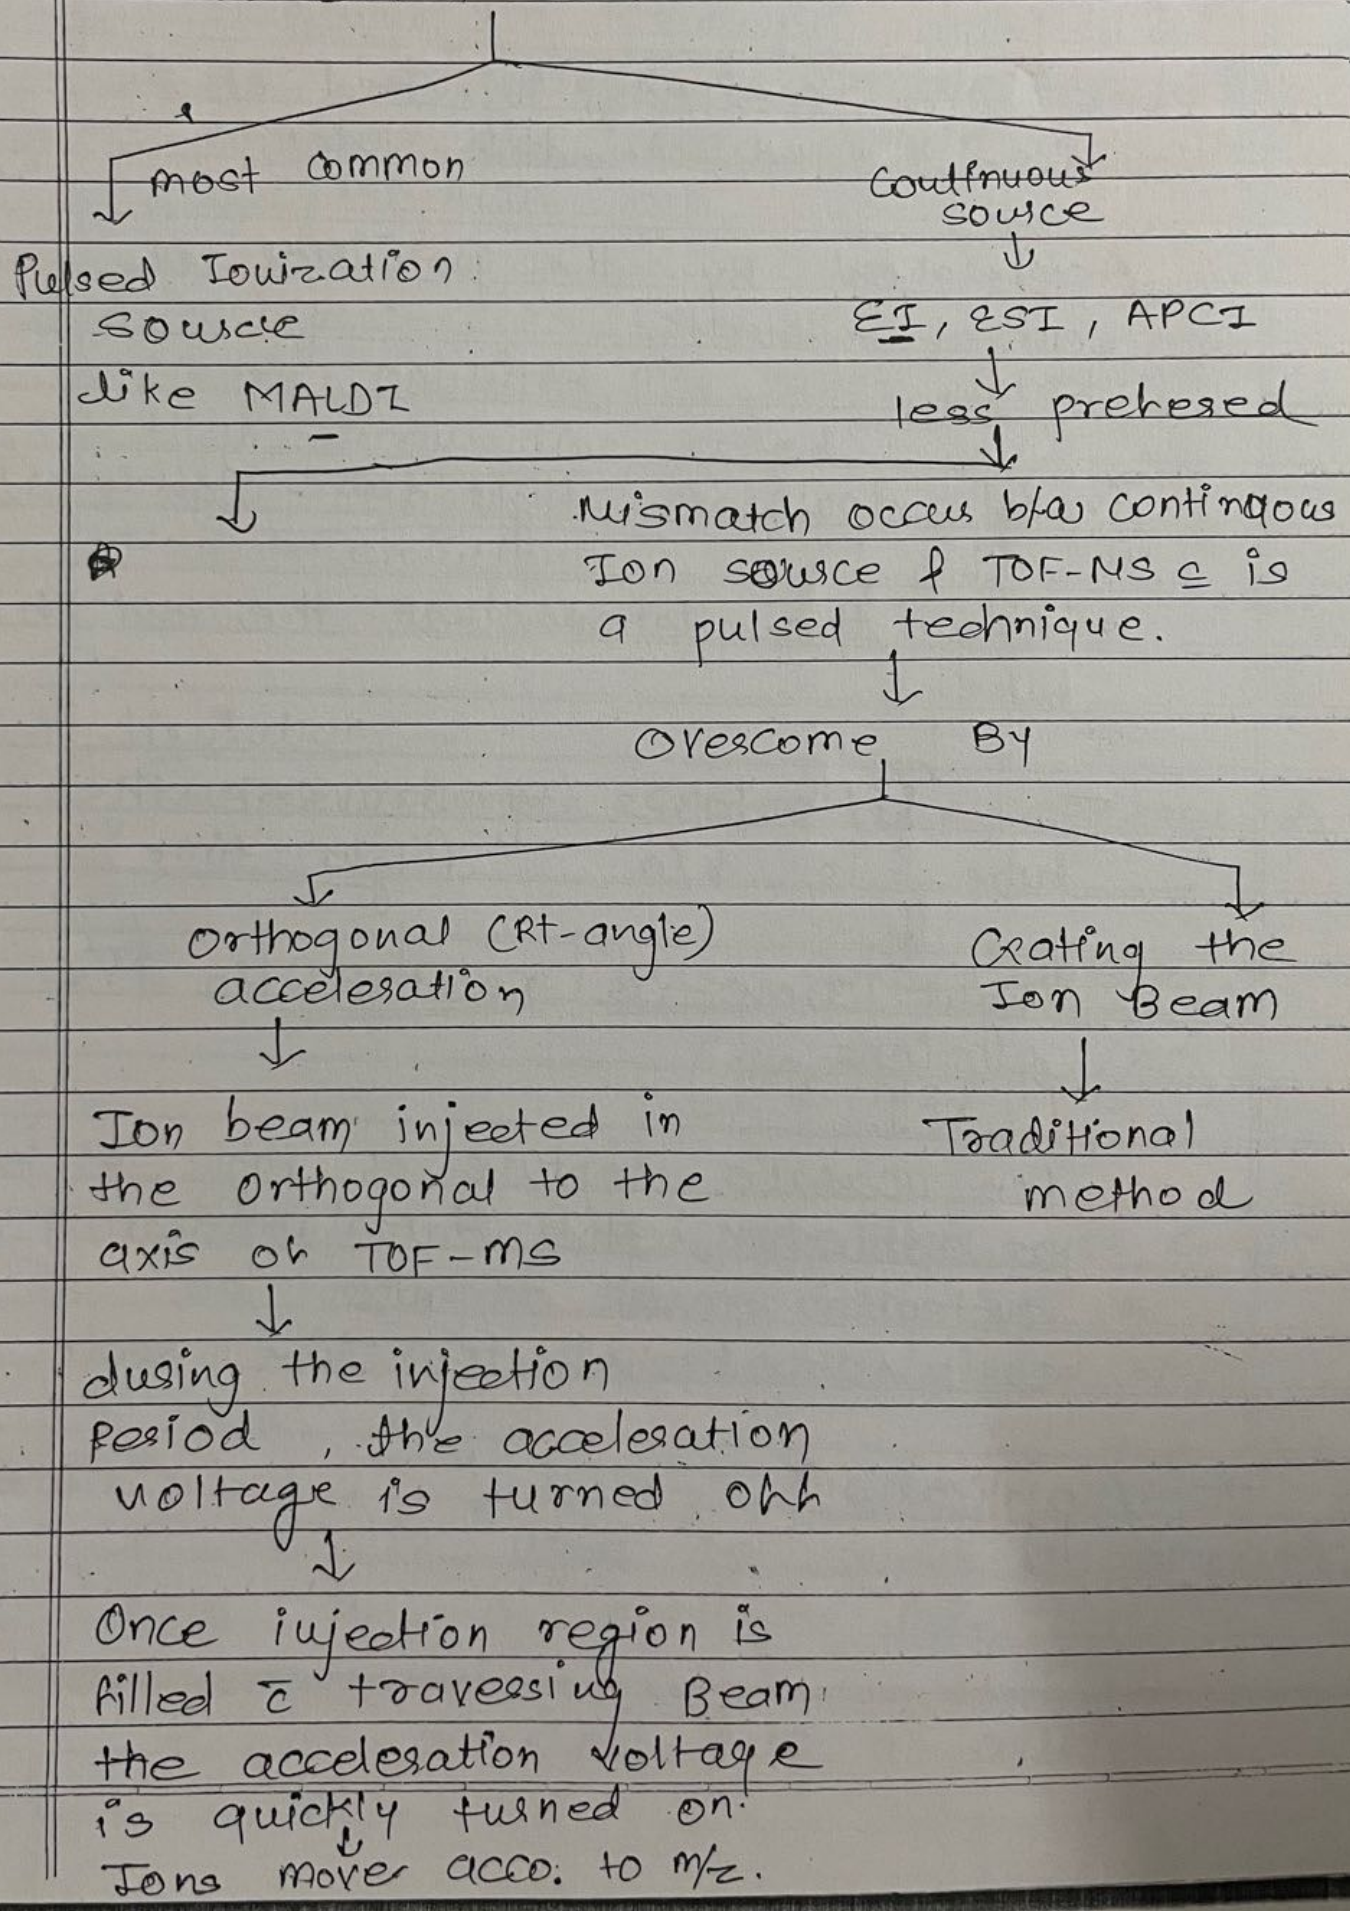 most common
continuous
source
Pulsed Ionization
source
like MALDI
EI, ESI, APCI
less prefered
Mismatch occus b/w continuous
Ion source & TOF-MS c is
a pulsed technique.
Overcome By
Orthogonal (Rt-angle)
acceleration
Gating the
Ion Beam
Ion beam injected in
the orthogonal to the
axis of TOF-MS
Traditional
method
during the injection
Period, the acceleration
voltage is turned off
Once injection region is
filled c̄ traversing Beam
the acceleration voltage
is quickly turned on.
Ions move acco. to m/z.